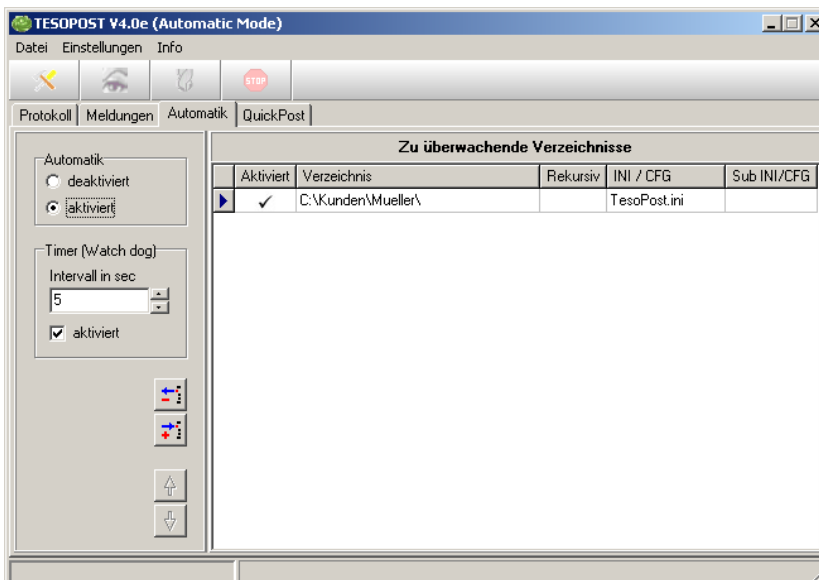 TESOPOST V4.0e (Automatic Mode)
Datei Einstellungen Info
STOP
Protokoll Meldungen Automatik QuickPost
Zu überwachende Verzeichnisse
Automatik
deaktiviert
aktiviert
Timer (Watch dog)
Intervall in sec
5
aktiviert
Aktiviert Verzeichnis Rekursiv INI / CFG Sub INI/CFG
C:\Kunden\Mueller\ TesoPost.ini